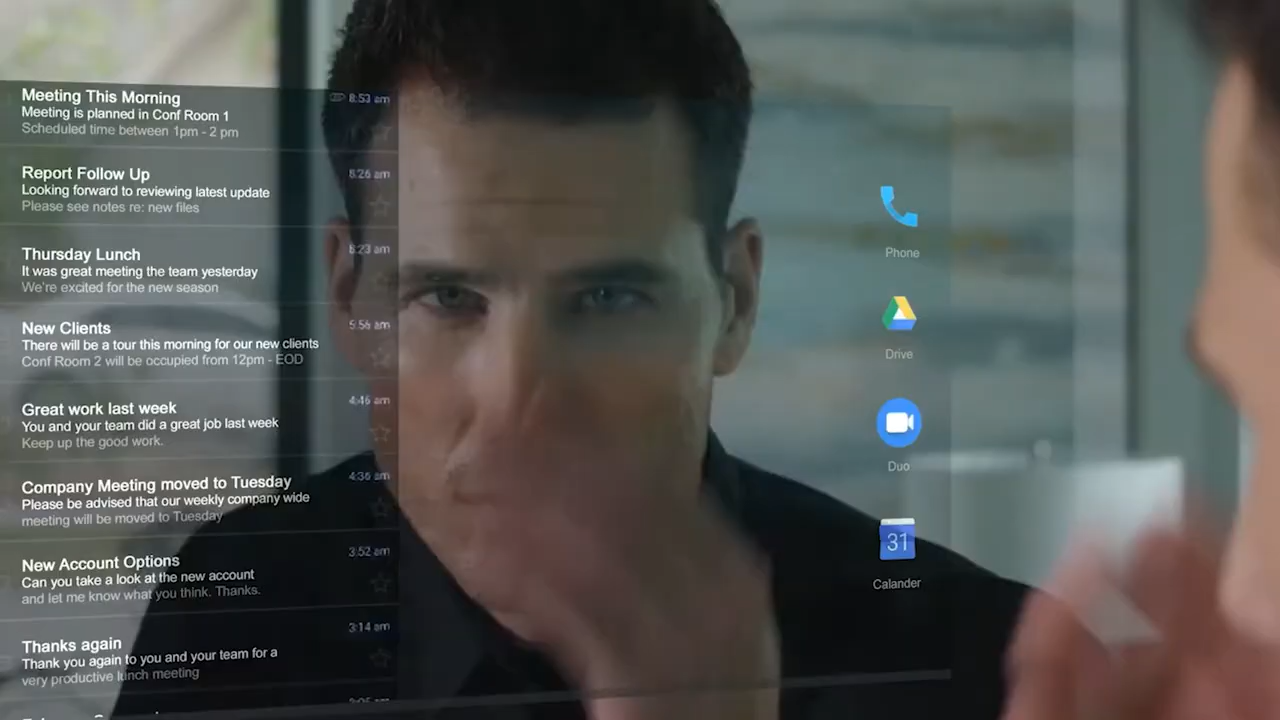 Meeting This Morning
8:53 am
Meeting is planned in Conf Room 1
Scheduled time between 1pm - 2 pm
Report Follow Up
8:26 am
Looking forward to reviewing latest update
Please see notes re: new files
Thursday Lunch
8:23 am
It was great meeting the team yesterday
We're excited for the new season
New Clients
5:56 am
There will be a tour this morning for our new clients
Conf Room 2 will be occupied from 12pm - EOD
Great work last week
4:46 am
You and your team did a great job last week
Keep up the good work.
Company Meeting moved to Tuesday
4:36 am
Please be advised that our weekly company wide
meeting will be moved to Tuesday
New Account Options
3:52 am
Can you take a look at the new account
and let me know what you think. Thanks.
Thanks again
3:14 am
Thank you again to you and your team for a
very productive lunch meeting
Phone
Drive
Duo
31
Calander